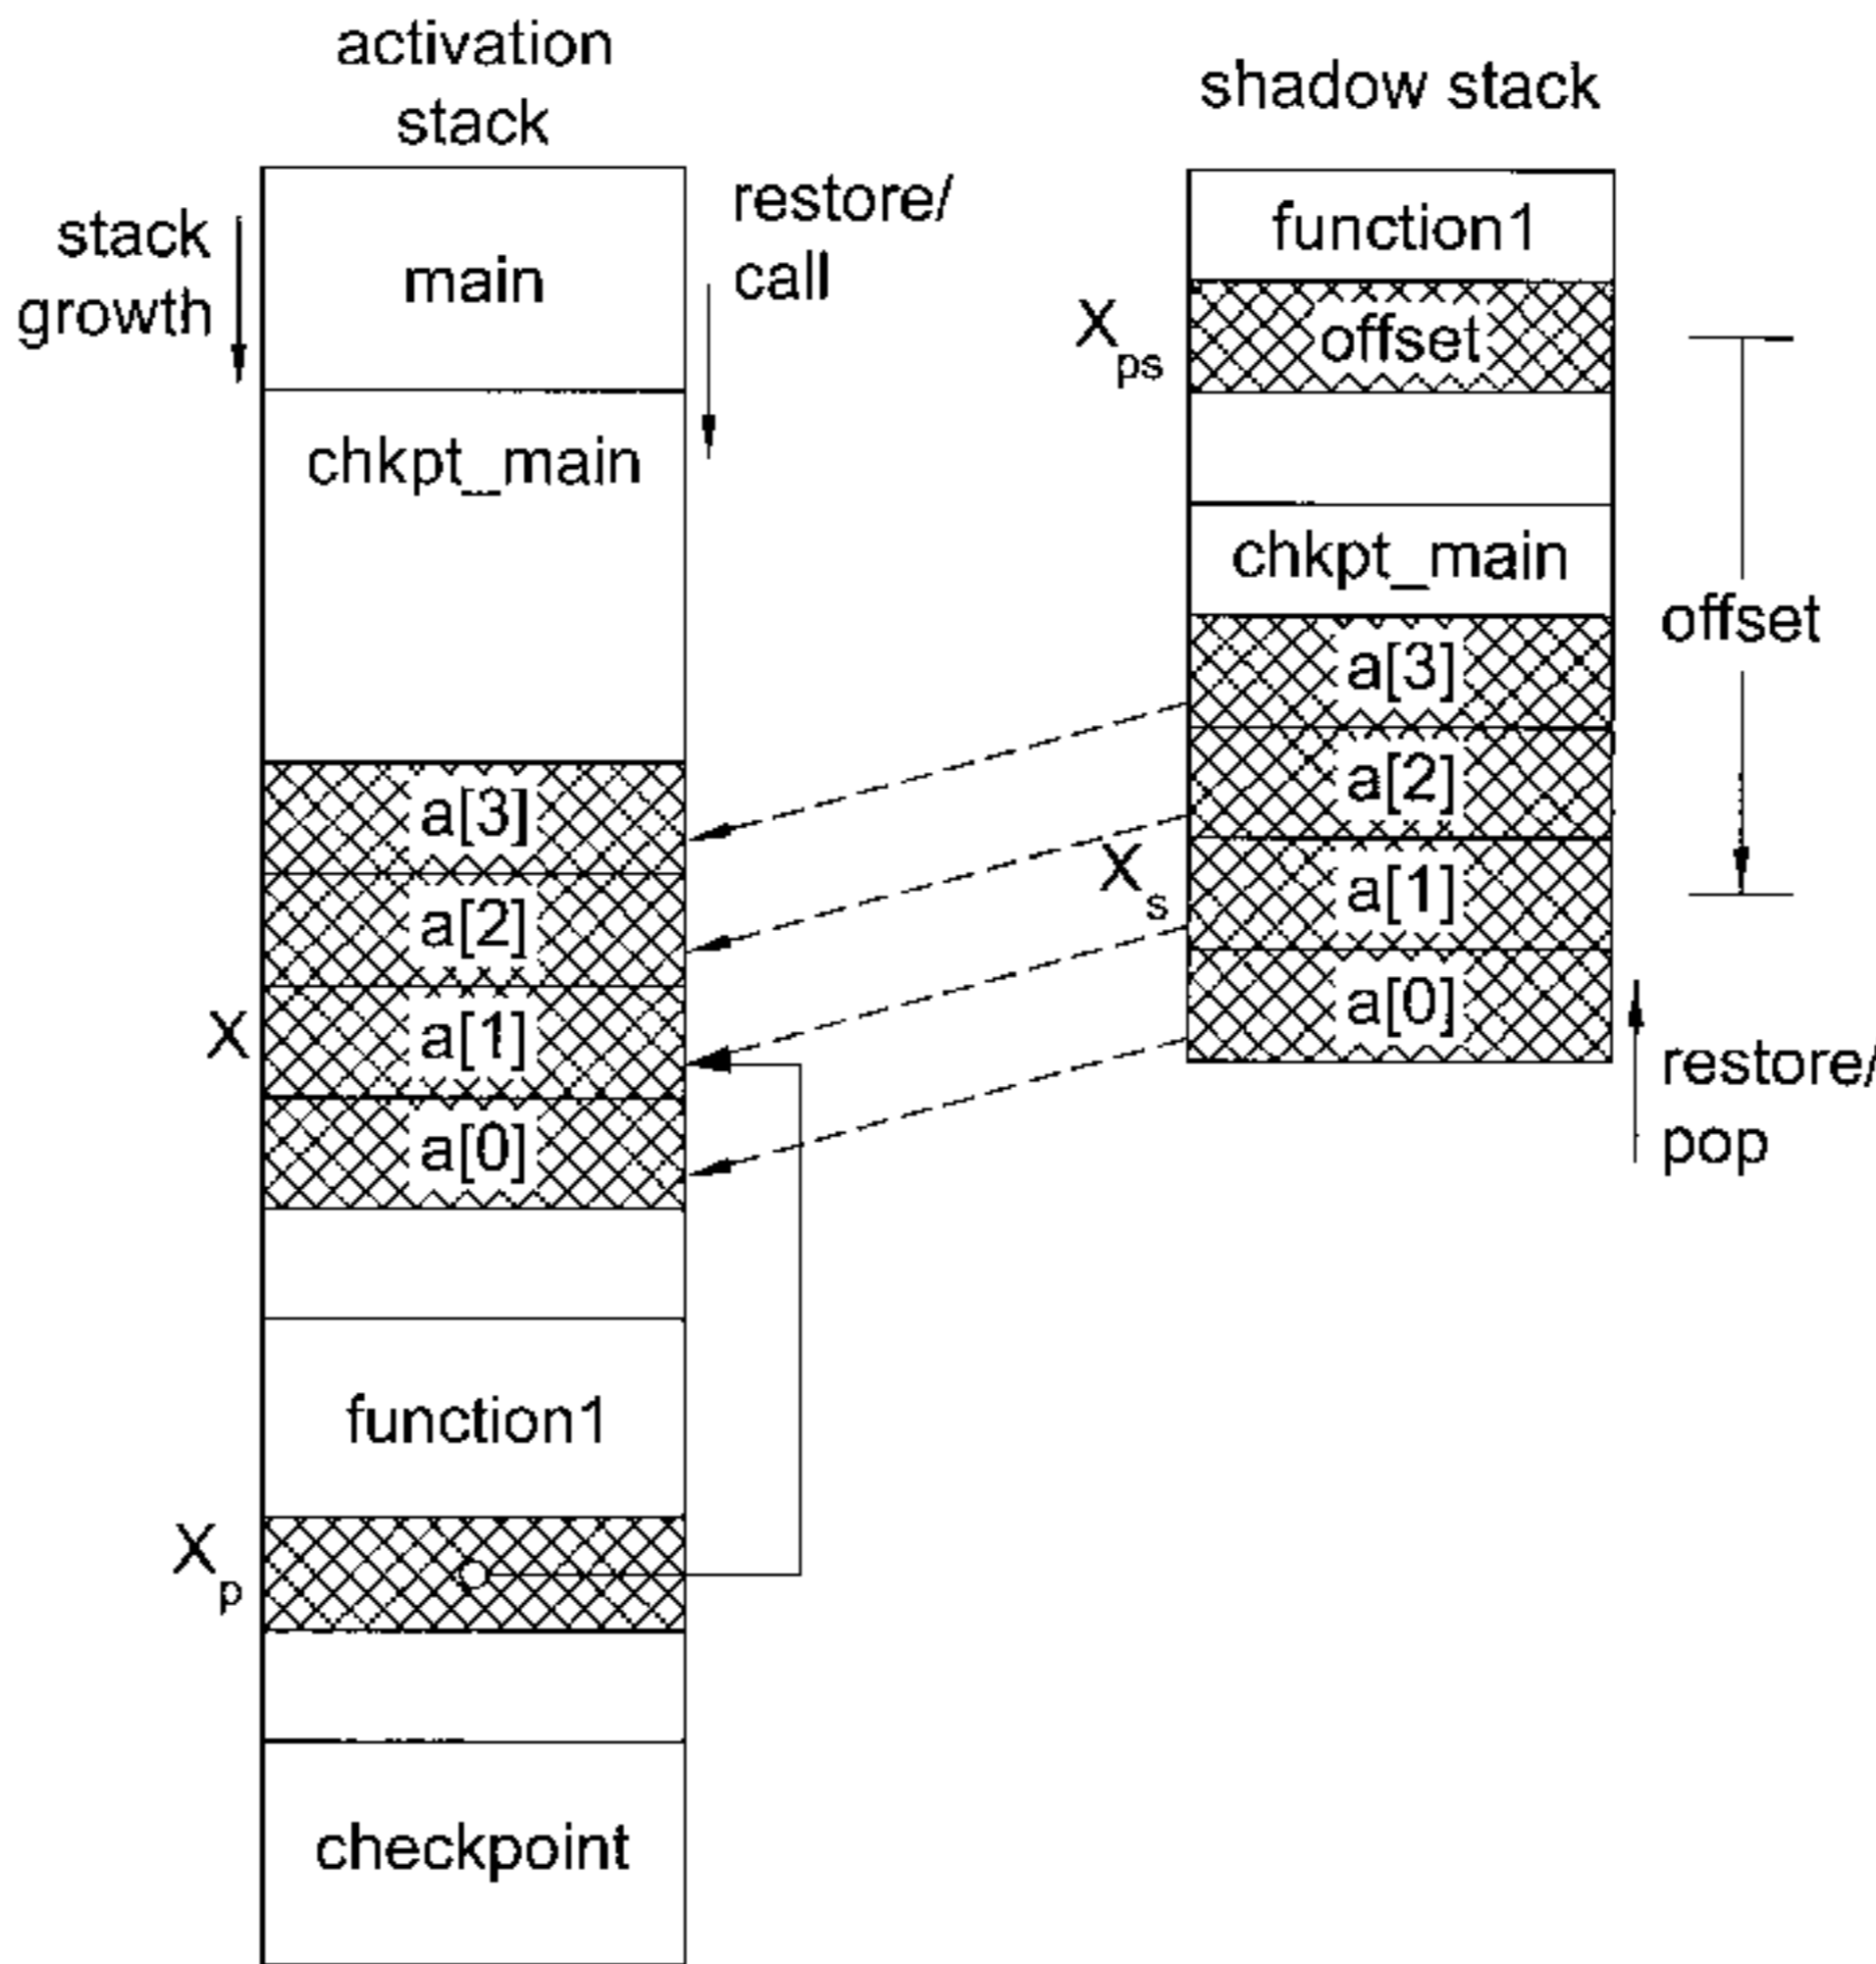 activation
stack
stack
growth
main
restore/
call
chkpt_main
a[3]
a[2]
X
a[1]
a[0]
function1
Xp
checkpoint
shadow stack
function1
Xps
offset
chkpt_main
a[3]
a[2]
Xs
a[1]
a[0]
offset
restore/
pop